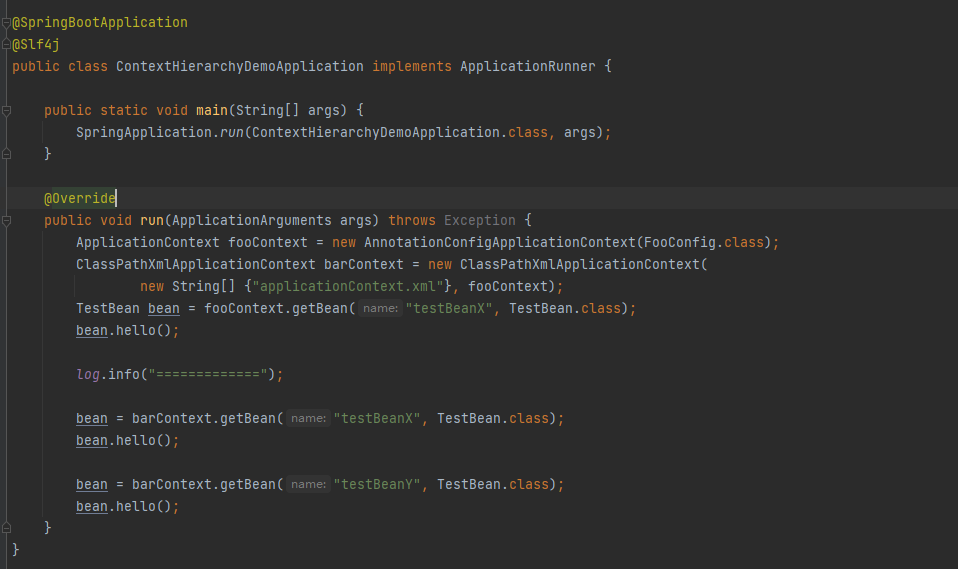 @SpringBootApplication
@Slf4j
public class ContextHierarchyDemoApplication implements ApplicationRunner {
public static void main(String[] args) {
SpringApplication.run(ContextHierarchyDemoApplication.class, args);
}
@Override
public void run(ApplicationArguments args) throws Exception {
ApplicationContext fooContext = new AnnotationConfigApplicationContext(FooConfig.class);
ClassPathXmlApplicationContext barContext = new ClassPathXmlApplicationContext(
new String[] {"applicationContext.xml"}, fooContext);
TestBean bean = fooContext.getBean( name: "testBeanX", TestBean.class);
bean.hello();
log.info("=============");
bean = barContext.getBean( name: "testBeanX", TestBean.class);
bean.hello();
bean = barContext.getBean( name: "testBeanY", TestBean.class);
bean.hello();
}
}